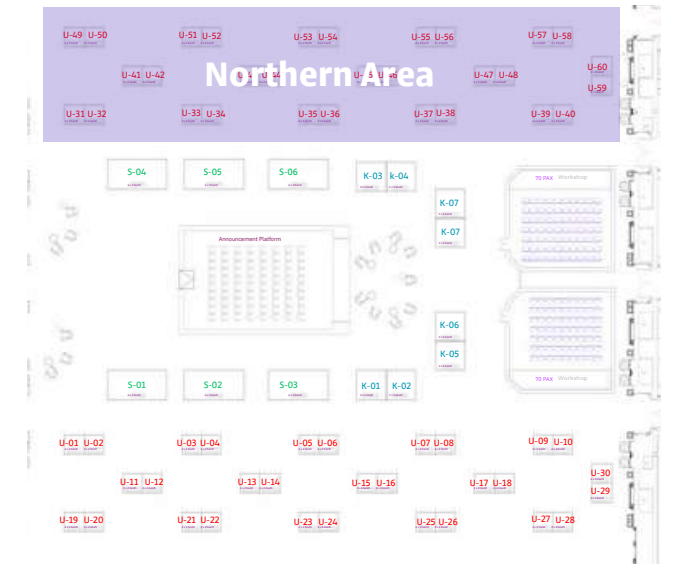 U-49 U-50 U-51 U-52 U-53 U-54 U-55 U-56 U-57 U-58
U-41 U-42 Northern Area U-47 U-48 U-60
U-59
U-31 U-32 U-33 U-34 U-35 U-36 U-37 U-38 U-39 U-40
S-04 S-05 S-06 K-03 k-04 70 PAX Workshop
K-07
K-07
Announcement Platform
K-06
K-05
S-01 S-02 S-03 K-01 K-02 70 PAX Workshop
U-01 U-02 U-03 U-04 U-05 U-06 U-07 U-08 U-09 U-10
U-11 U-12 U-13 U-14 U-15 U-16 U-17 U-18 U-30
U-29
U-19 U-20 U-21 U-22 U-23 U-24 U-25 U-26 U-27 U-28